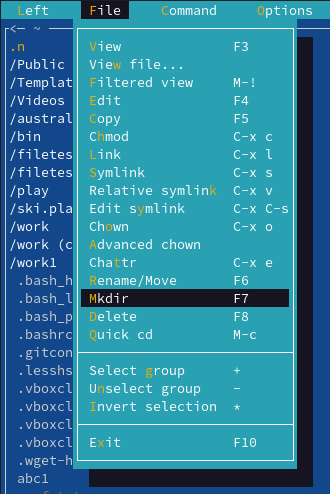 Left File Command Options
<— ~
.n
/Public
/Templat
/Videos
/austral
/bin
/filetes
/filetes
/play
/ski.pla
/work
/work (c
/work1
.bash_h
.bash_l
.bash_p
.bashrc
.gitcon
.lesshs
.vboxcl
.vboxcl
.vboxcl
.vboxcl
.wget-h
abc1
View F3
View file...
Filtered view M-!
Edit F4
Copy F5
Chmod C-x c
Link C-x l
Symlink C-x s
Relative symlink C-x v
Edit symlink C-x C-s
Chown C-x o
Advanced chown
Chattr C-x e
Rename/Move F6
Mkdir F7
Delete F8
Quick cd M-c
Select group +
Unselect group -
Invert selection *
Exit F10